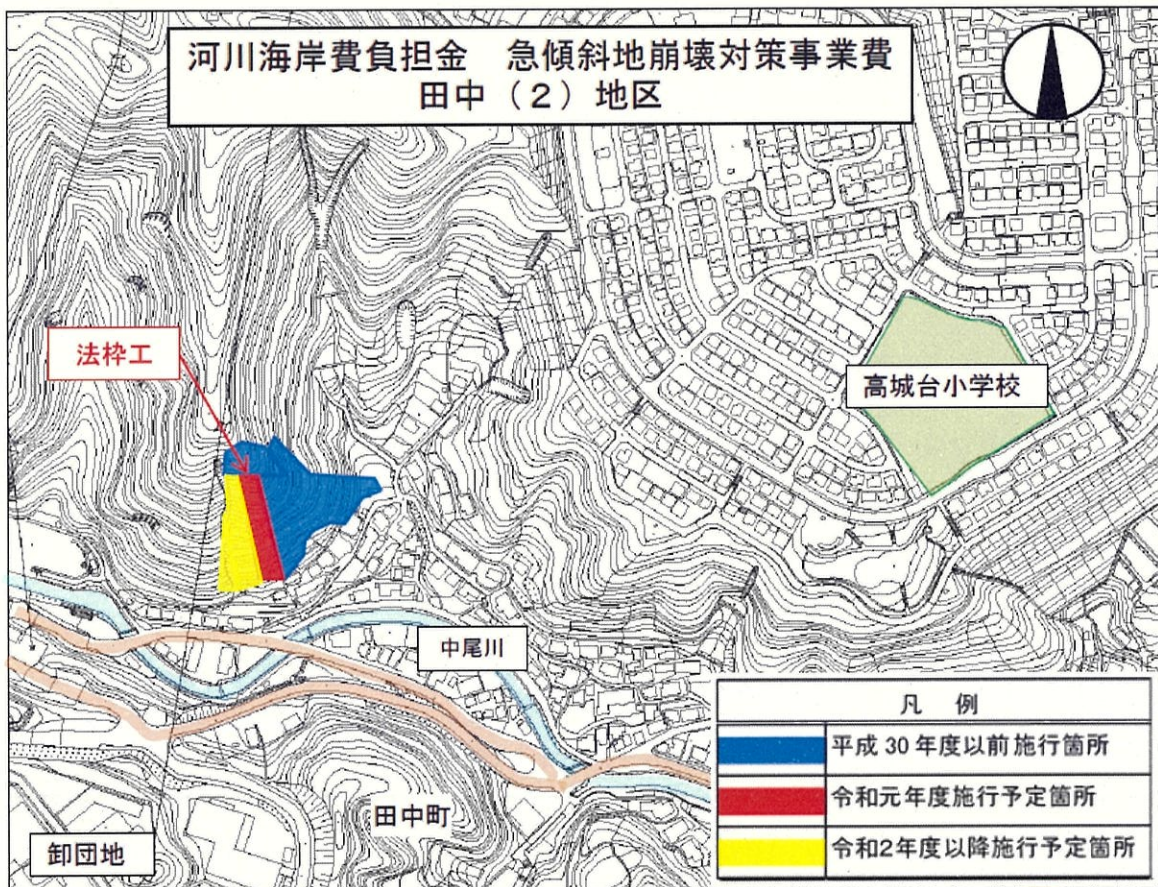 河川海岸費負担金　急傾斜地崩壊対策事業費
田中（２）地区
法枠工
高城台小学校
中尾川
田中町
卸団地
凡　例
平成 30 年度以前施行箇所
令和元年度施行予定箇所
令和2年度以降施行予定箇所